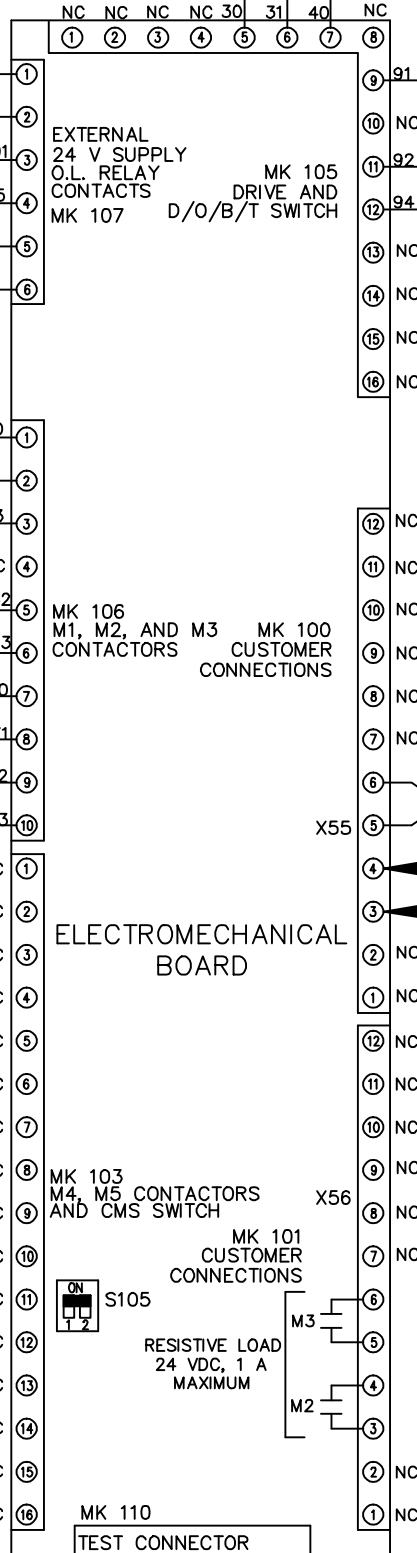 NC NC NC NC 30 31 40 NC
1 2 3 4 5 6 7 8
1
2
3
4
5
6
EXTERNAL
24 V SUPPLY
O.L. RELAY
CONTACTS
MK 107
MK 105
DRIVE AND
D/O/B/T SWITCH
9 91
10 NC
11 92
12 94
13 NC
14 NC
15 NC
16 NC
1
2
3
4
5
6
7
8
9
10
MK 106
M1, M2, AND M3
CONTACTORS
MK 100
CUSTOMER
CONNECTIONS
X55
12 NC
11 NC
10 NC
9 NC
8 NC
7 NC
6
5
4
3
2 NC
1 NC
ELECTROMECHANICAL
BOARD
1
2
3
4
5
6
7
8
9
10
11
12
13
14
15
16
MK 103
M4, M5 CONTACTORS
AND CMS SWITCH
X56
MK 101
CUSTOMER
CONNECTIONS
12 NC
11 NC
10 NC
9 NC
8 NC
7 NC
6
5
4
3
2 NC
1 NC
ON
1 2
S105
M3
RESISTIVE LOAD
24 VDC, 1 A
MAXIMUM
M2
MK 110
TEST CONNECTOR